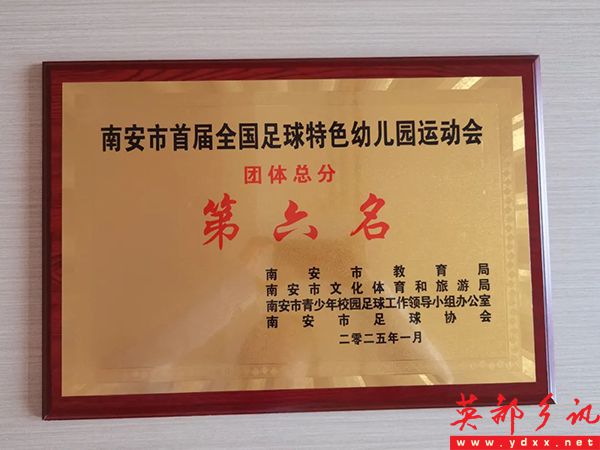 南安市首届全国足球特色幼儿园运动会
团体总分
第六名
南安市教育局
南安市文化体育和旅游局
南安市青少年校园足球工作领导小组办公室
南安市足球协会
二零二五年一月
英都乡讯
www.ydxx.net